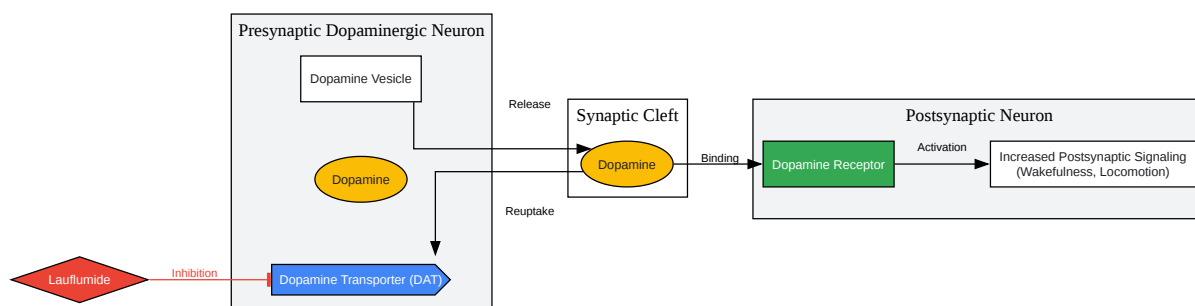 Presynaptic Dopaminergic Neuron
Dopamine Vesicle
Release
Synaptic Cleft
Postsynaptic Neuron
Dopamine
Dopamine
Binding
Dopamine Receptor
Activation
Increased Postsynaptic Signaling
(Wakefulness, Locomotion)
Reuptake
Lauflumide
Inhibition
Dopamine Transporter (DAT)